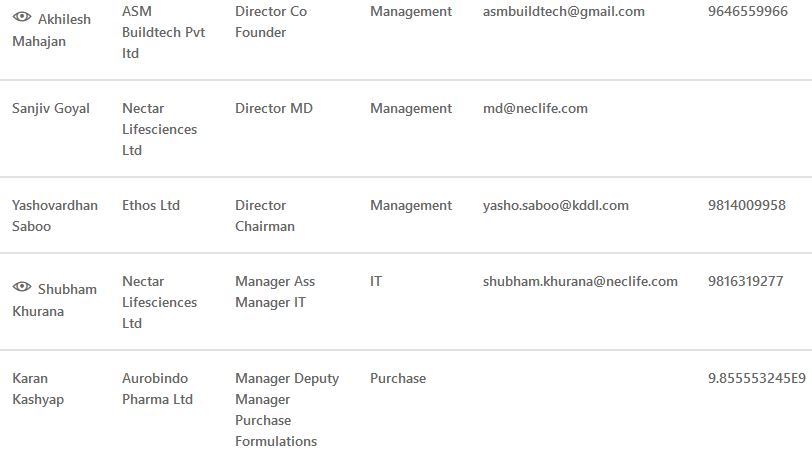 Akhilesh Mahajan ASM Buildtech Pvt ltd Director Co Founder Management asmbuildtech@gmail.com 9646559966
Sanjiv Goyal Nectar Lifesciences Ltd Director MD Management md@neclife.com
Yashovardhan Saboo Ethos Ltd Director Chairman Management yasho.saboo@kddl.com 9814009958
Shubham Khurana Nectar Lifesciences Ltd Manager Ass Manager IT IT shubham.khurana@neclife.com 9816319277
Karan Kashyap Aurobindo Pharma Ltd Manager Deputy Manager Purchase Formulations Purchase 9.855553245E9